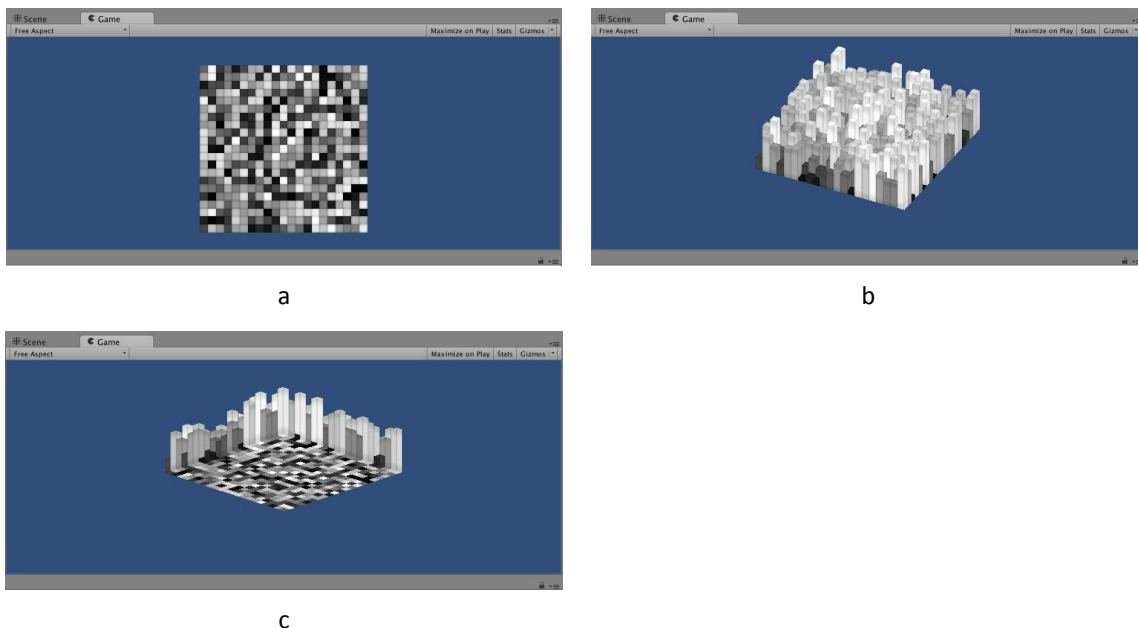 Scene Game
Free Aspect Maximize on Play Stats Gizmos
a
Scene Game
Free Aspect Maximize on Play Stats Gizmos
b
Scene Game
Free Aspect Maximize on Play Stats Gizmos
c